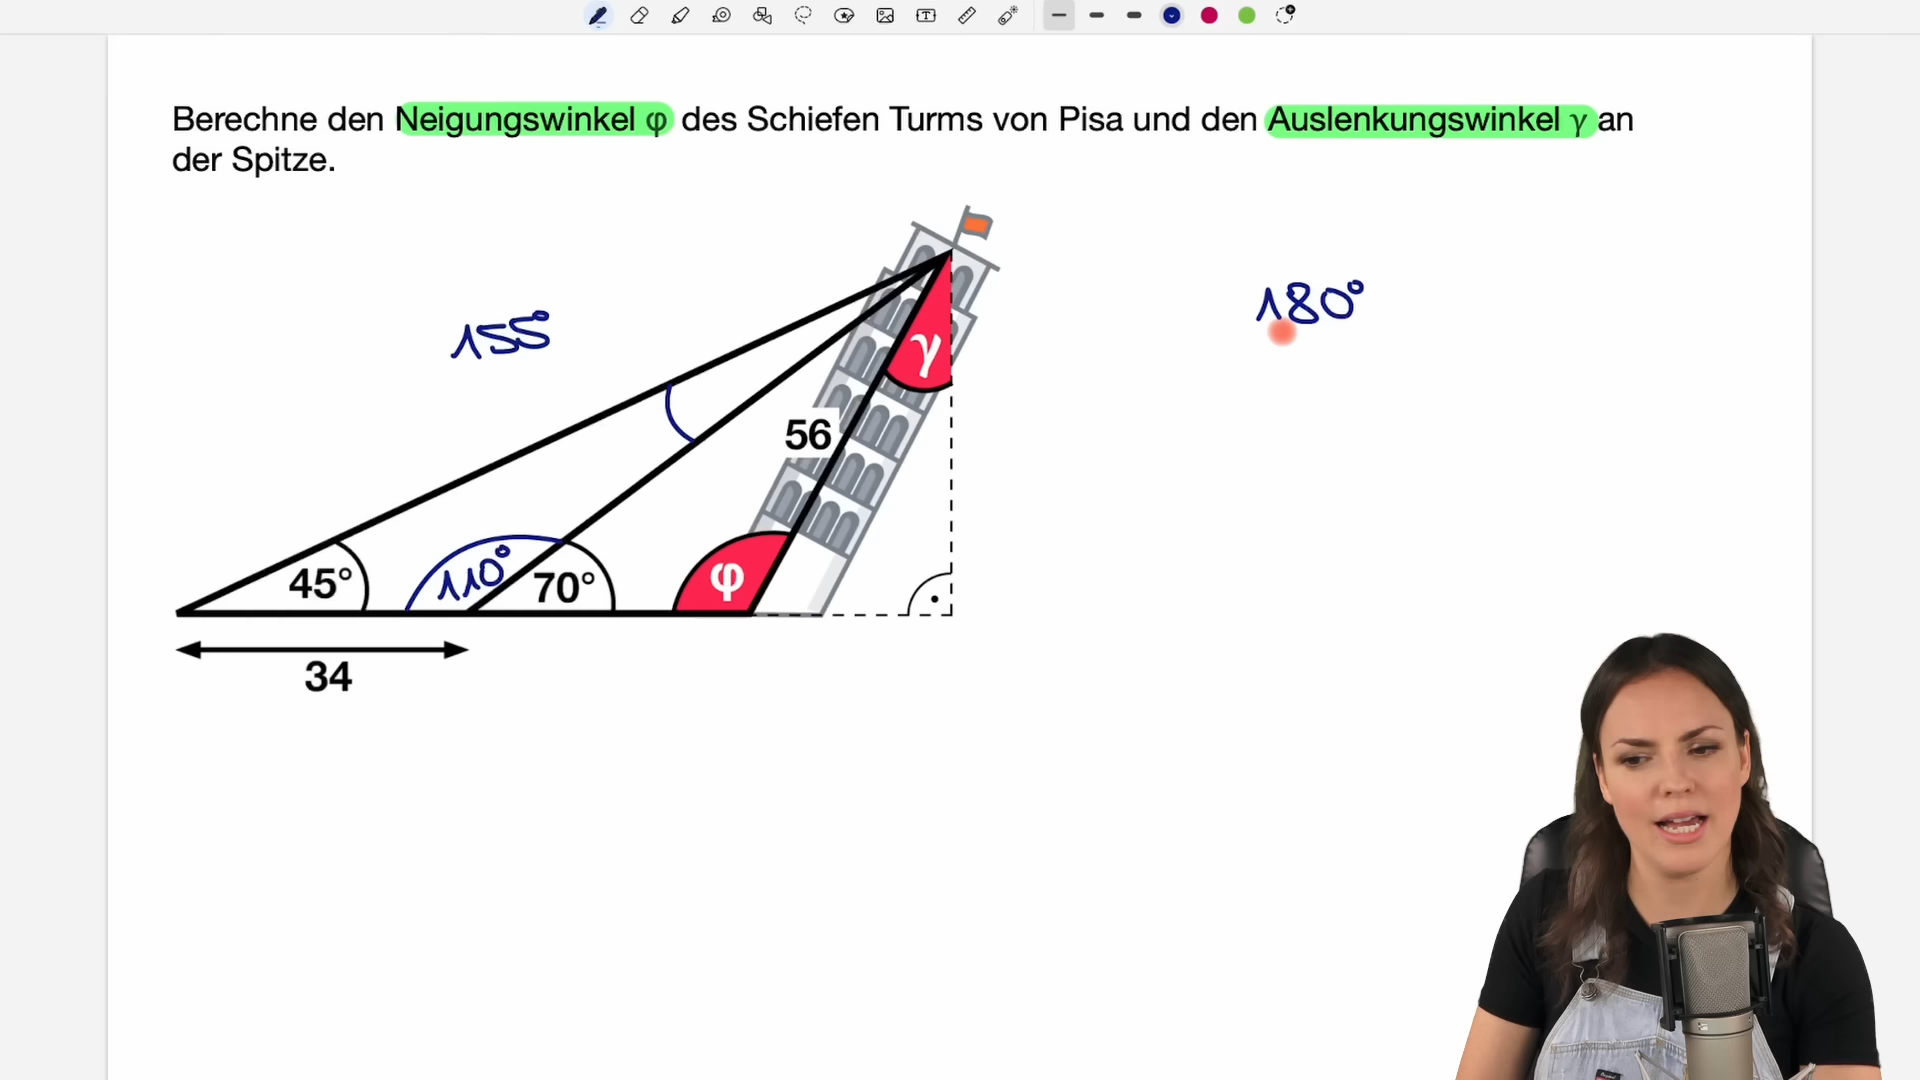 Berechne den Neigungswinkel φ des Schiefen Turms von Pisa und den Auslenkungswinkel γ an
der Spitze.
180°
155°
γ
56
45°
110°
70°
φ
34